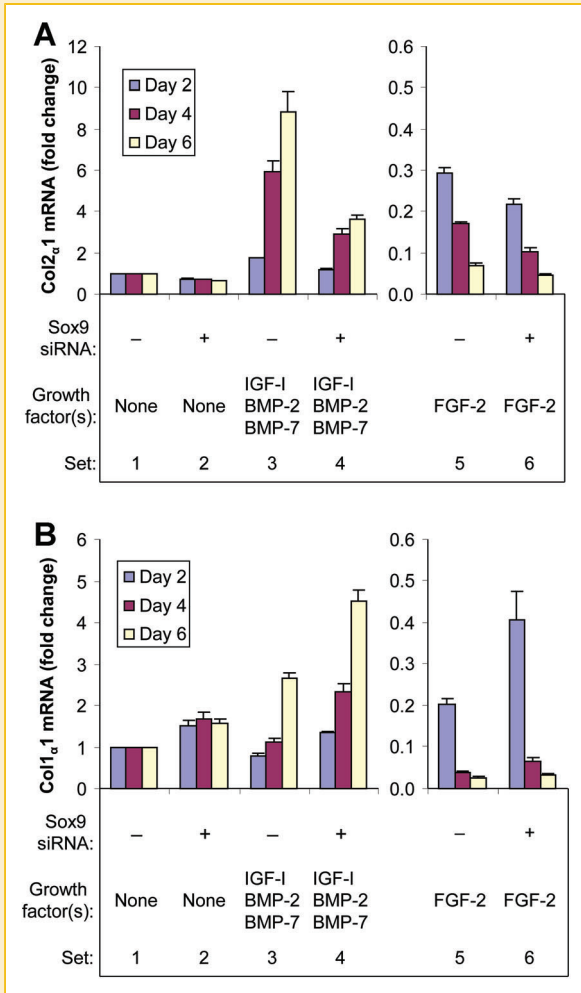 A
Col2α1 mRNA (fold change)
12
10
8
6
4
2
0
Day 2
Day 4
Day 6
0.6
0.5
0.4
0.3
0.2
0.1
0.0
Sox9 siRNA: – + – + – +
Growth factor(s): None None IGF-I BMP-2 BMP-7 IGF-I BMP-2 BMP-7 FGF-2 FGF-2
Set: 1 2 3 4 5 6
B
Col1α1 mRNA (fold change)
6
5
4
3
2
1
0
Day 2
Day 4
Day 6
0.6
0.5
0.4
0.3
0.2
0.1
0.0
Sox9 siRNA: – + – + – +
Growth factor(s): None None IGF-I BMP-2 BMP-7 IGF-I BMP-2 BMP-7 FGF-2 FGF-2
Set: 1 2 3 4 5 6